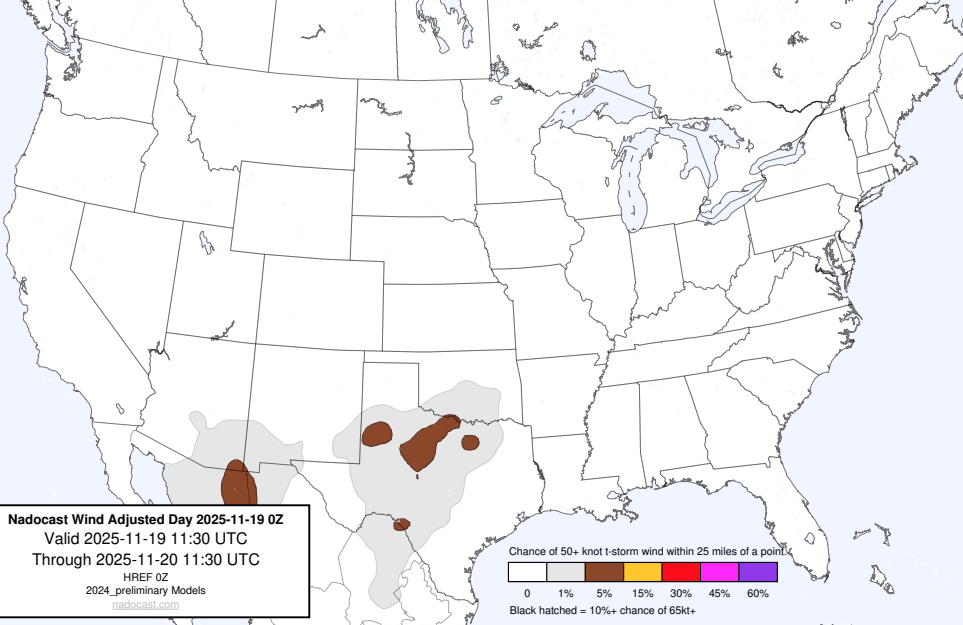 Nadocast Wind Adjusted Day 2025-11-19 0Z
Valid 2025-11-19 11:30 UTC
Through 2025-11-20 11:30 UTC
HREF 0Z
2024_preliminary Models
nadocast.com
Chance of 50+ knot t-storm wind within 25 miles of a point.
0 1% 5% 15% 30% 45% 60%
Black hatched = 10%+ chance of 65kt+